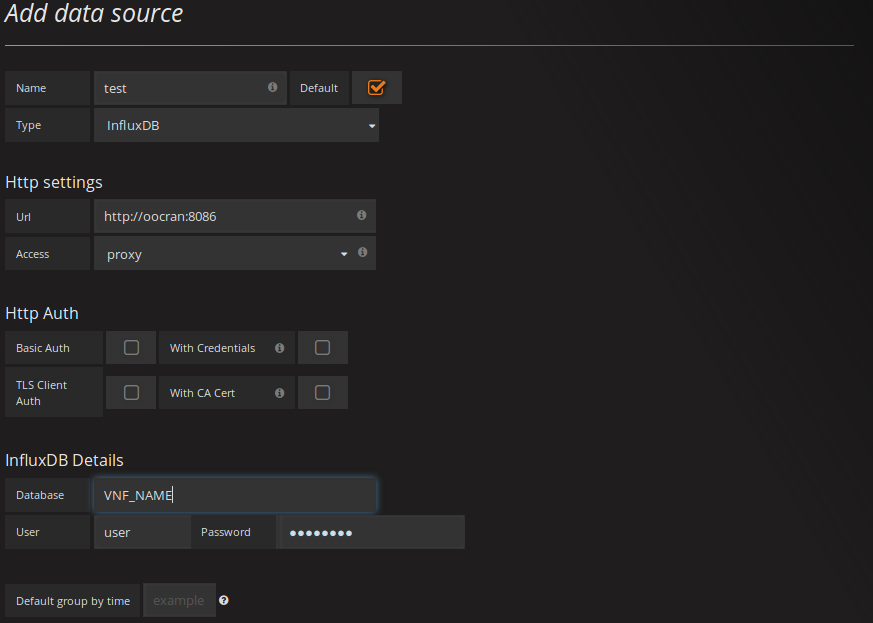 Add data source
Name test Default
Type InfluxDB
Http settings
Url http://oocran:8086
Access proxy
Http Auth
Basic Auth With Credentials
TLS Client Auth With CA Cert
InfluxDB Details
Database VNF_NAME
User user Password ••••••••
Default group by time example